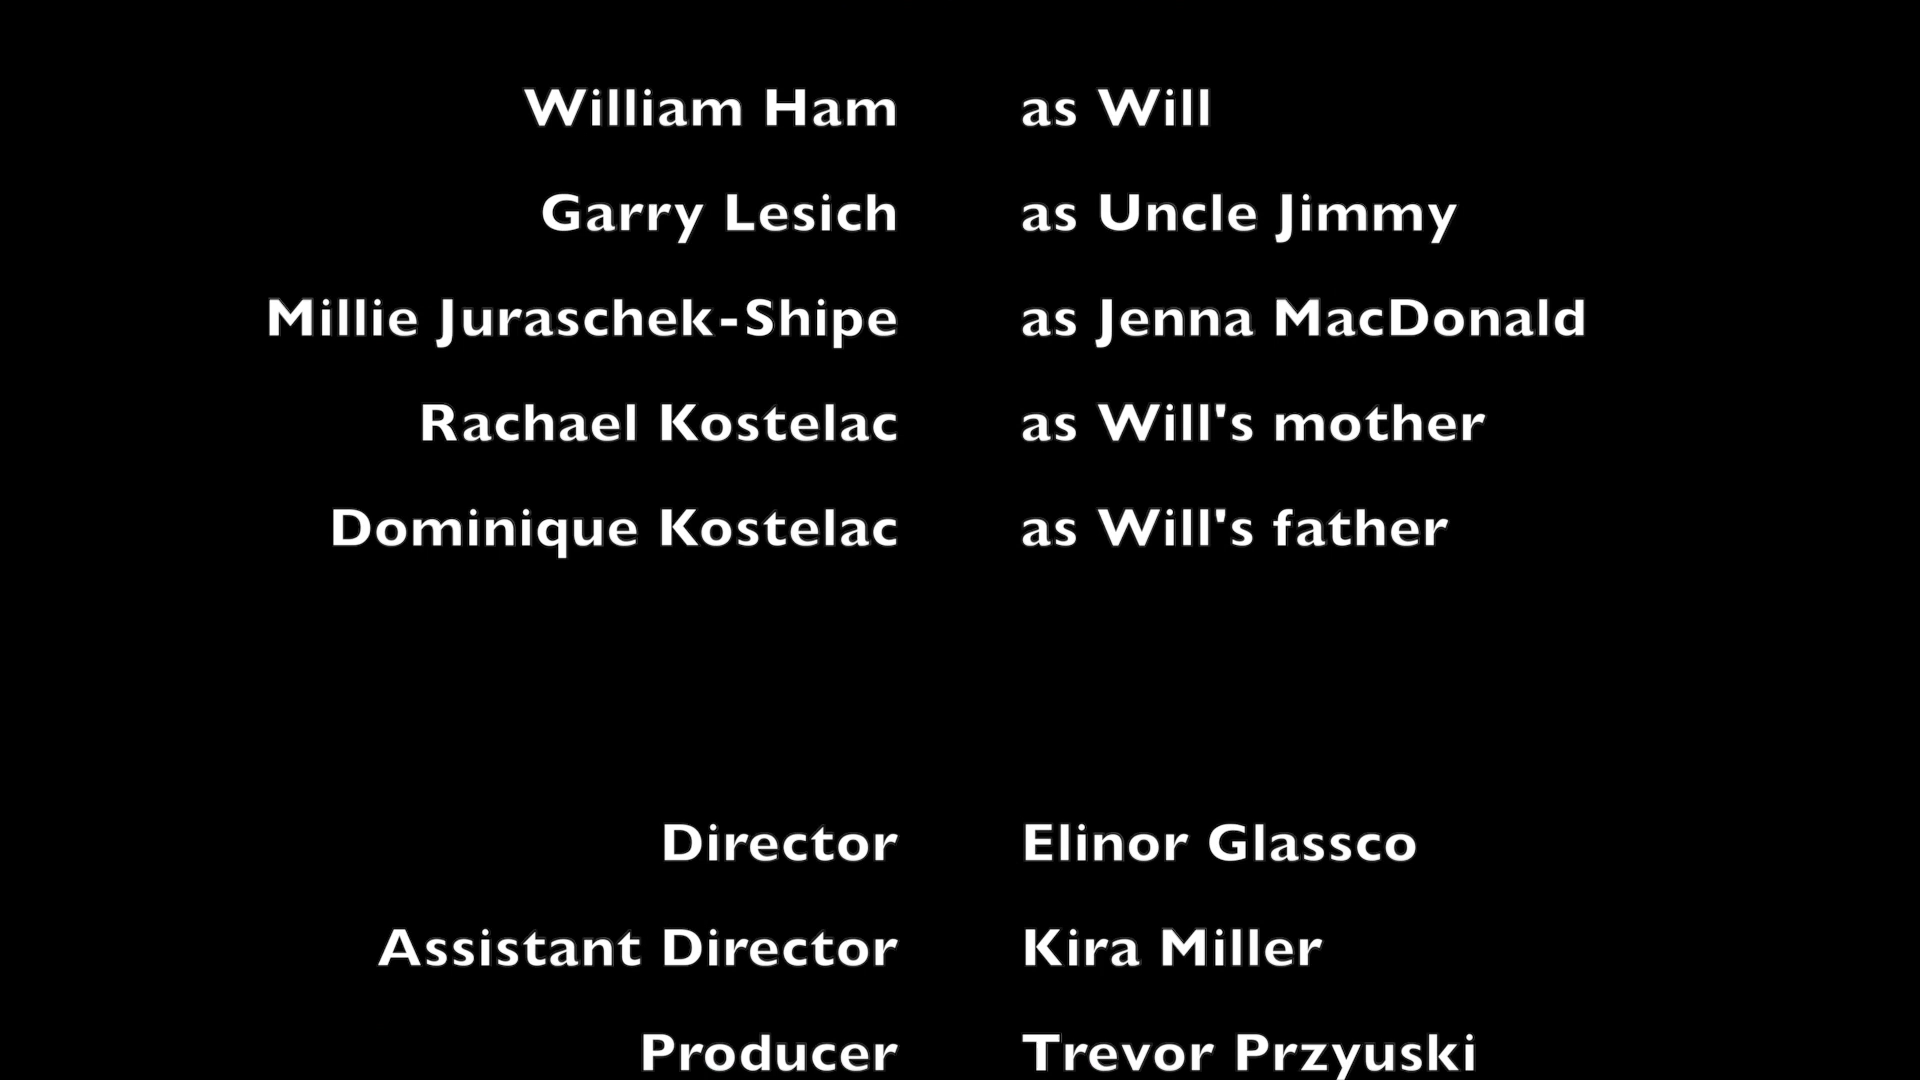 William Ham as Will
Garry Lesich as Uncle Jimmy
Millie Juraschek-Shipe as Jenna MacDonald
Rachael Kostelac as Will's mother
Dominique Kostelac as Will's father
Director Elinor Glassco
Assistant Director Kira Miller
Producer Trevor Przyuski